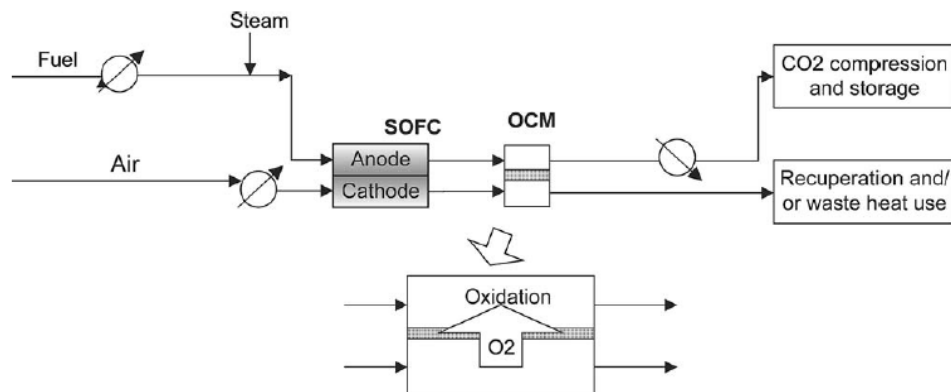 Steam
Fuel
CO2 compression
and storage
SOFC
OCM
Anode
Air
Cathode
Recuperation and/
or waste heat use
Oxidation
O2